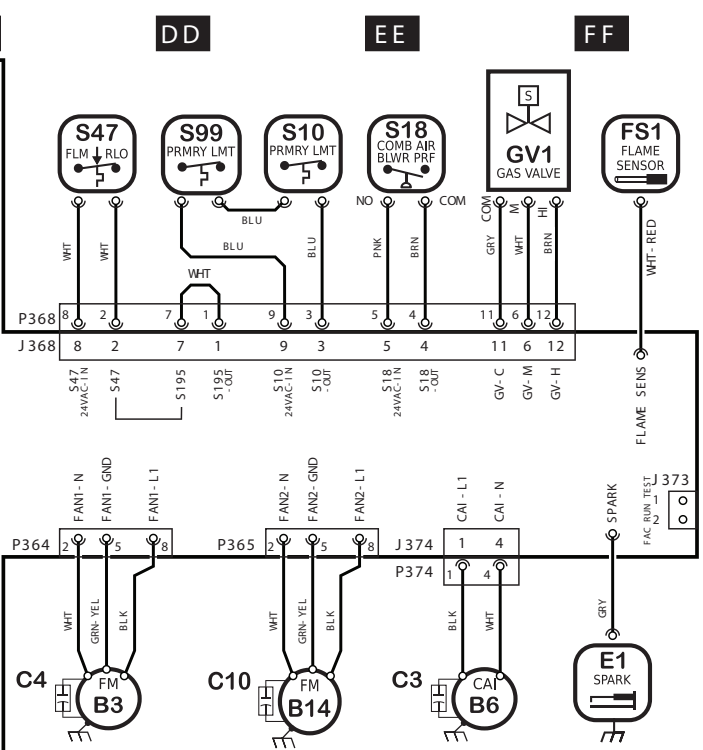 DD EE FF
S47 S99 S10 S18 GV1 FS1
FLM RLO PRMRY LMT PRMRY LMT COMB AIR BLWR PRF S GAS VALVE FLAME SENSOR
NO COM COM M HI
BLU
WHT WHT BLU BLU PNK BRN GRY WHT BRN WHT-RED
WHT
P368 8 2 7 1 9 3 5 4 11 6 12
J368 8 2 7 1 9 3 5 4 11 6 12
S47 24VAC-IN
S47
S195
S195 -OUT
S10 24VAC-IN
S10 -OUT
S18 24VAC-IN
S18 -OUT
GV-C
GV-M
GV-H
FLAME SENS
FAN1-N FAN1-GND FAN1-L1 FAN2-N FAN2-GND FAN2-L1 CAI-L1 CAI-N SPARK
J373
FAC RUN TEST
1
2
P364 2 5 8 P365 2 5 8 J374 1 4
P374 1 4
WHT GRN-YEL BLK WHT GRN-YEL BLK BLK WHT GRY
C4 FM B3 C10 FM B14 C3 CAI B6 E1 SPARK